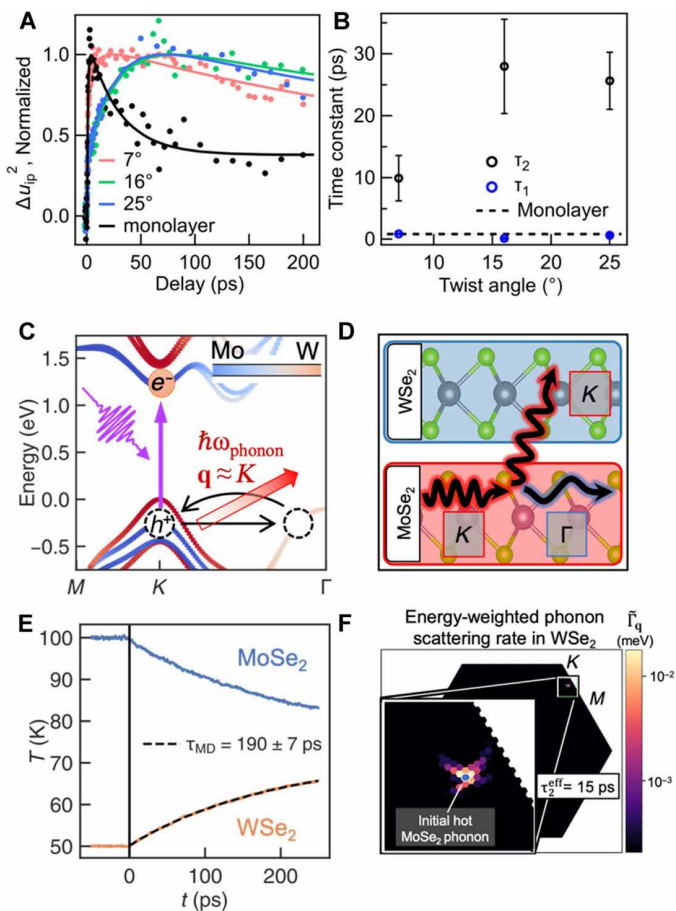 A
Δu_ip², Normalized
1.0
0.5
0.0
7°
16°
25°
monolayer
0 50 100 150 200
Delay (ps)
B
Time constant (ps)
30
20
10
0
τ₂
τ₁
Monolayer
10 15 20 25
Twist angle (°)
C
Energy (eV)
1.5
1.0
0.5
0.0
−0.5
e⁻
Mo W
ħω_phonon
q ≈ K
h⁺
M K Γ
D
WSe₂
K
MoSe₂
K
Γ
E
T (K)
100
90
80
70
60
50
MoSe₂
τ_MD = 190 ± 7 ps
WSe₂
0 100 200
t (ps)
F
Energy-weighted phonon
scattering rate in WSe₂
Γ̃_q
(meV)
K
M
10⁻²
10⁻³
τ₂^eff = 15 ps
Initial hot
MoSe₂ phonon